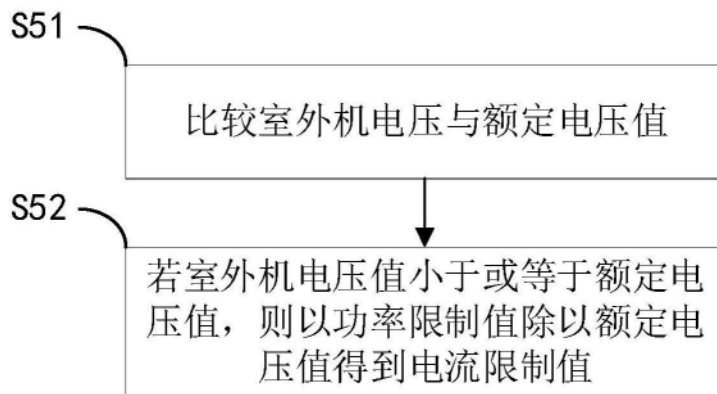 S51
比较室外机电压与额定电压值
S52
若室外机电压值小于或等于额定电
压值，则以功率限制值除以额定电
压值得到电流限制值